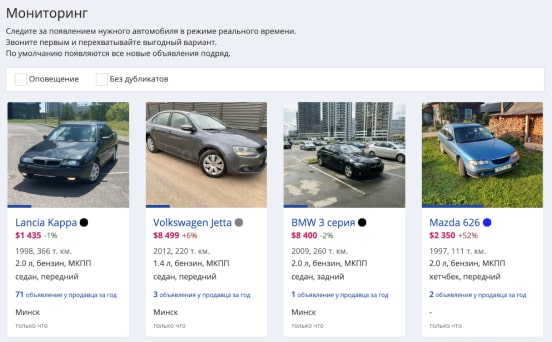 Мониторинг
Следите за появлением нужного автомобиля в режиме реального времени.
Звоните первым и перехватывайте выгодный вариант.
По умолчанию появляются все новые объявления подряд.
Оповещение
Без дубликатов
Lancia Kappa
$1 435 -1%
1998, 366 т. км.
2.0 л, бензин, МКПП
седан, передний
71 объявление у продавца за год
Минск
только что
Volkswagen Jetta
$8 499 +6%
2012, 220 т. км.
1.4 л, бензин, МКПП
седан, передний
3 объявления у продавца за год
Минск
только что
BMW 3 серия
$8 400 -2%
2009, 260 т. км.
2.0 л, бензин, МКПП
седан, задний
1 объявление у продавца за год
Минск
только что
Mazda 626
$2 350 +52%
1997, 111 т. км.
2.0 л, бензин, МКПП
хетчбек, передний
2 объявления у продавца за год
-
только что